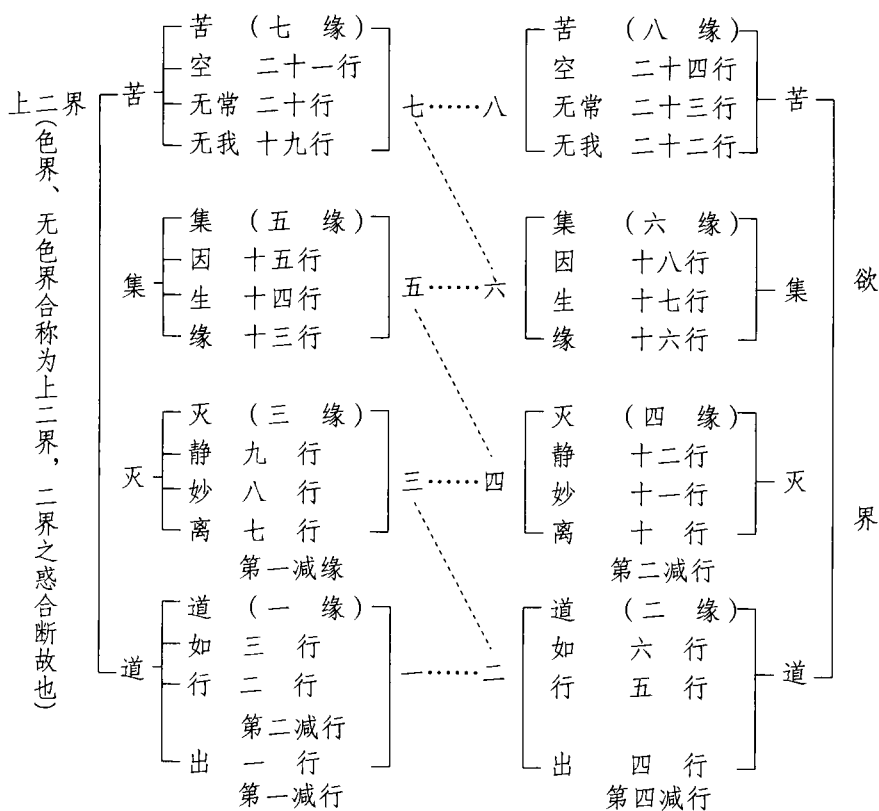 上二界(色界、无色界合称为上二界，二界之惑合断故也)
苦
苦 (七 缘)
空 二十一行
无常 二十行
无我 十九行
七……八
苦 (八 缘)
空 二十四行
无常 二十三行
无我 二十二行
苦
集
集 (五 缘)
因 十五行
生 十四行
缘 十三行
五……六
集 (六 缘)
因 十八行
生 十七行
缘 十六行
集
灭
灭 (三 缘)
静 九 行
妙 八 行
离 七 行
第一减缘
三……四
灭 (四 缘)
静 十二行
妙 十一行
离 十 行
第二减行
灭
道
道 (一 缘)
如 三 行
行 二 行
第二减行
出 一 行
第一减行
一……二
道 (二 缘)
如 六 行
行 五 行
出 四 行
第四减行
道
欲界